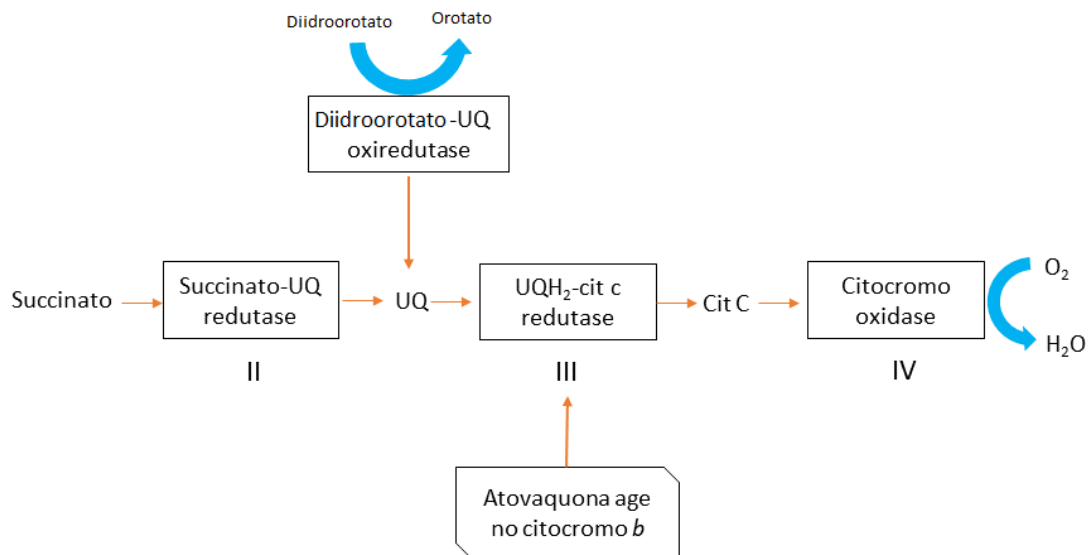 Diidroorotato
Orotato
Diidroorotato-UQ
oxiredutase
Succinato
Succinato-UQ
redutase
UQ
UQH₂-cit c
redutase
Cit C
Citocromo
oxidase
O₂
H₂O
II
III
IV
Atovaquona age
no citocromo b